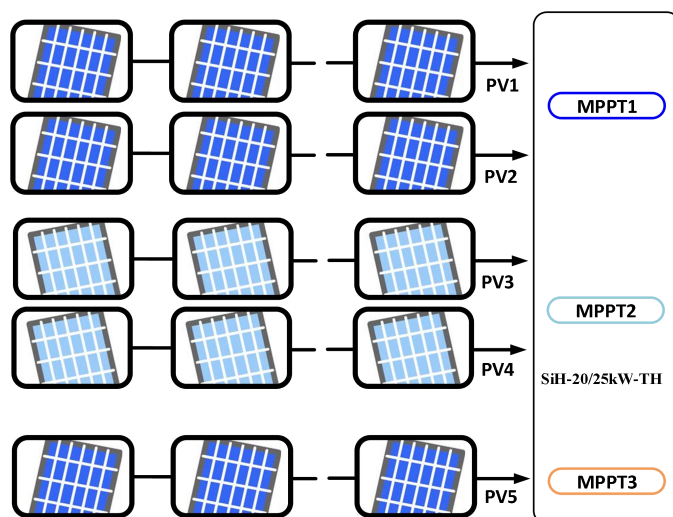 PV1
MPPT1
PV2
PV3
MPPT2
PV4
SiH-20/25kW-TH
PV5
MPPT3